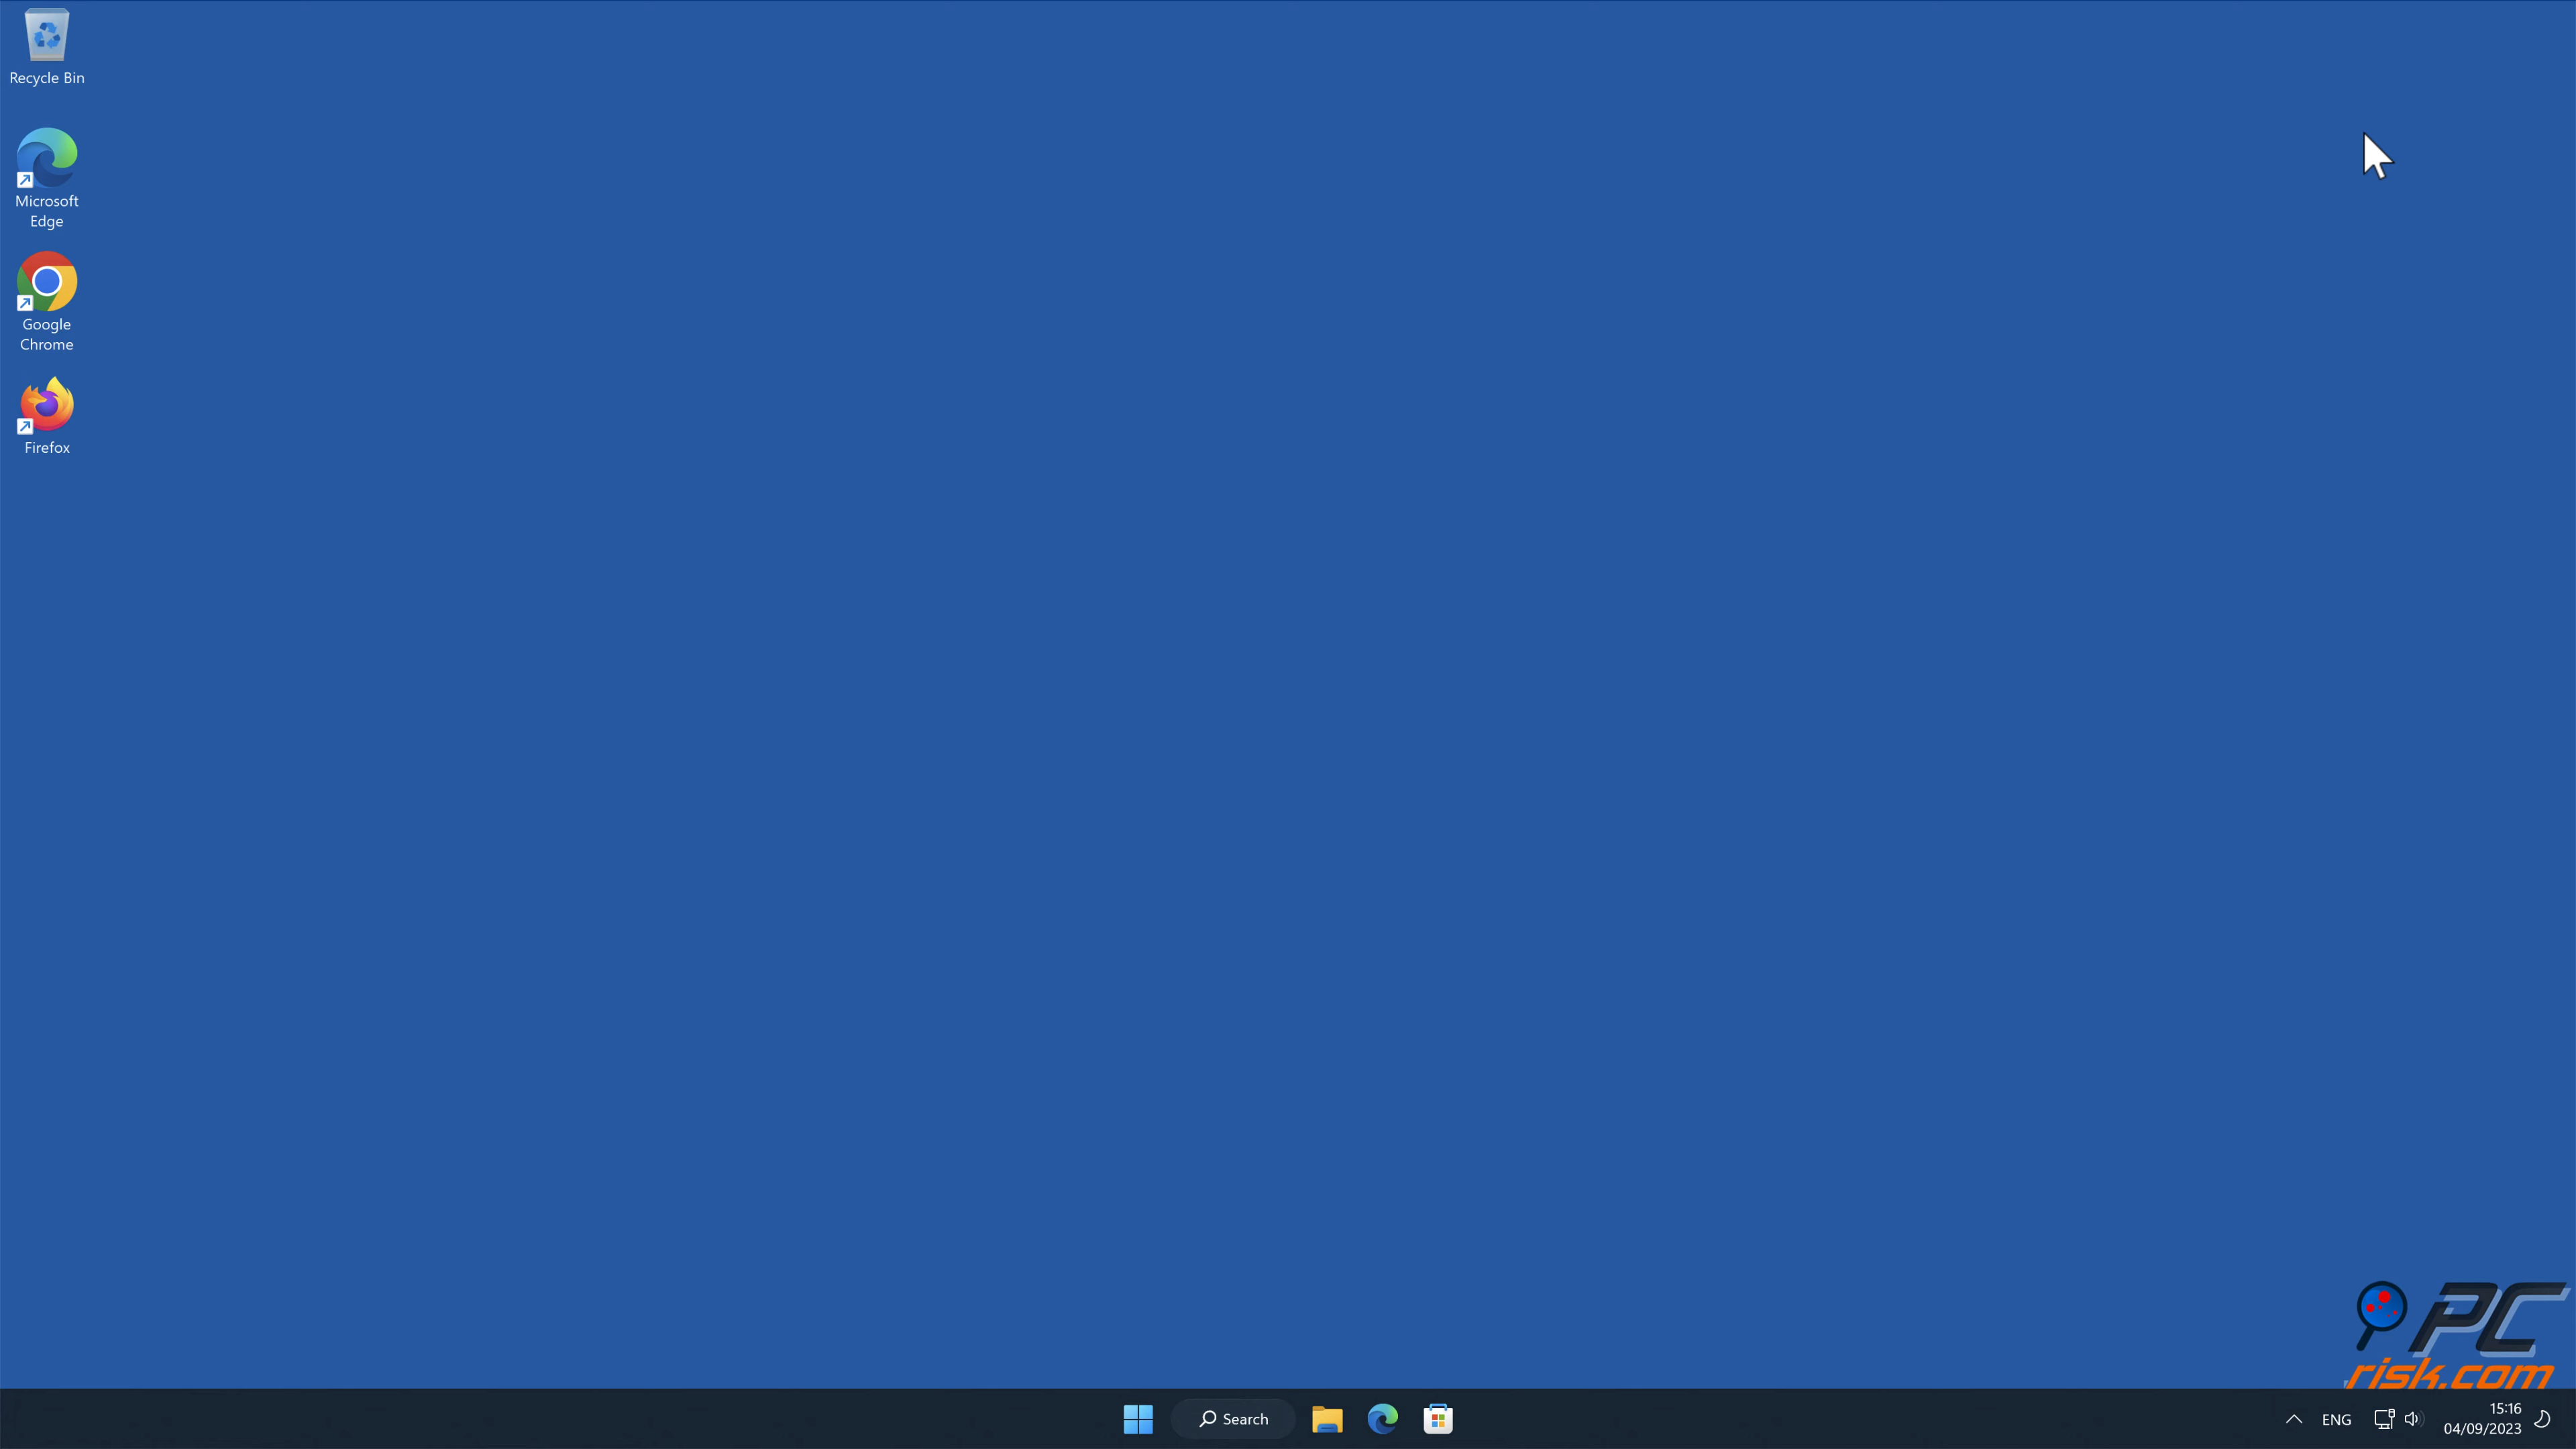 Recycle Bin
Microsoft
Edge
Google
Chrome
Firefox
PC
risk.com
Search
ENG
15:16
04/09/2023